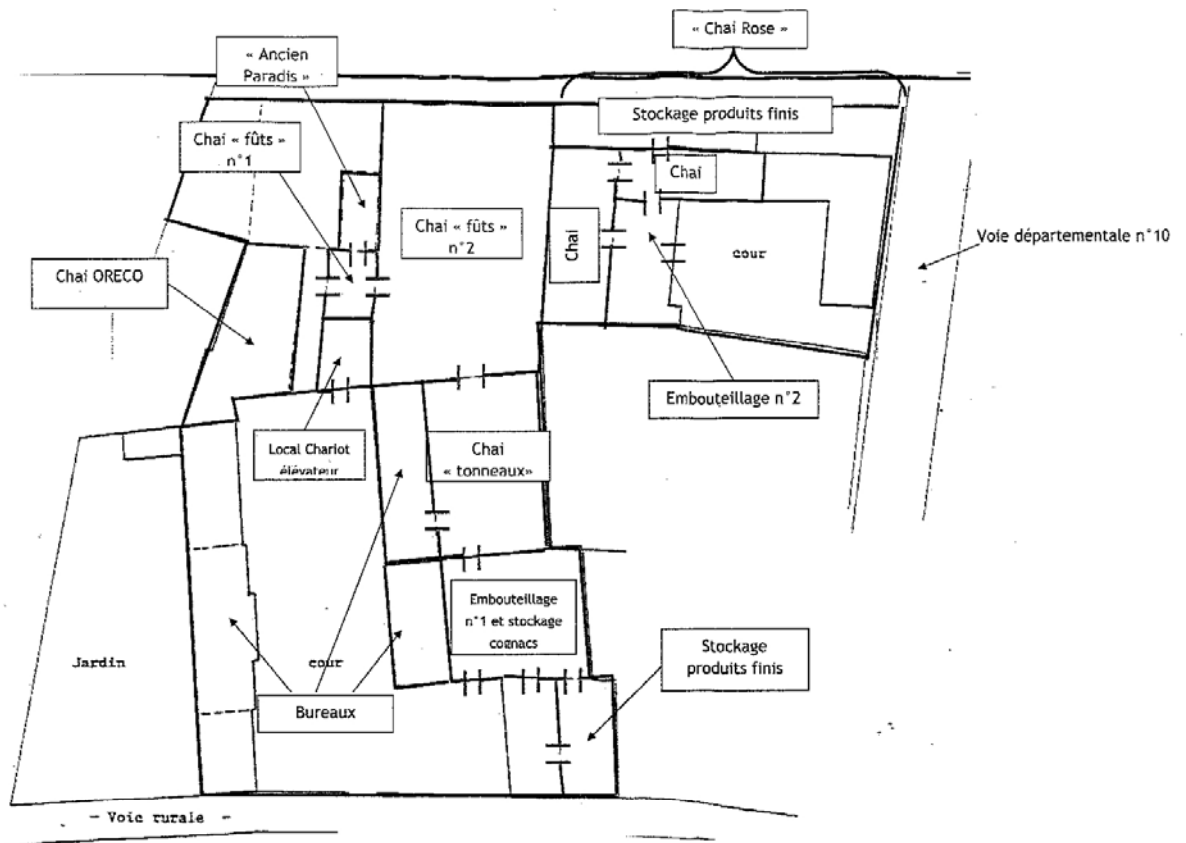 « Chai Rose »
« Ancien
Paradis »
Stockage produits finis
Chai « fûts »
n°1
Chai
Chai « fûts »
n°2
Chai
cour
Voie départementale n°10
Chai ORECO
Embouteillage n°2
Local Chariot
élévateur
Chai
« tonneaux»
Embouteillage
n°1 et stockage
cognacs
Stockage
produits finis
Jardin
cour
Bureaux
- Voie rurale -